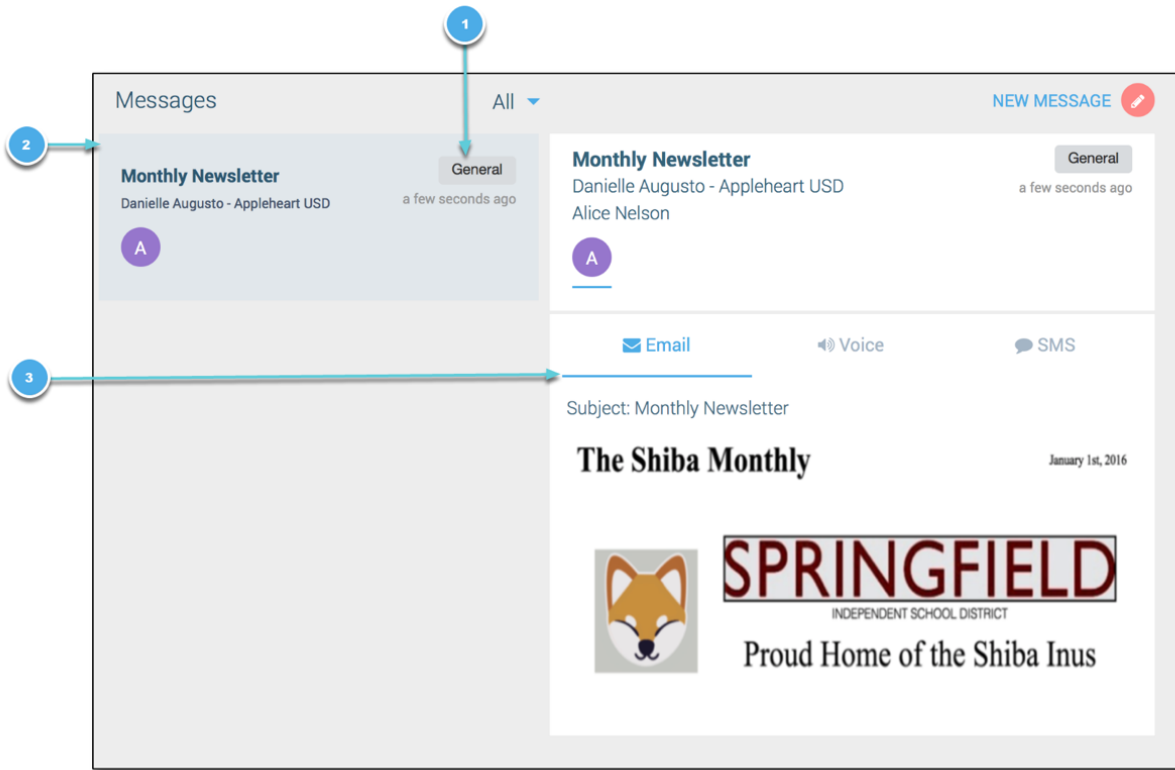 1
Messages
All
NEW MESSAGE
2
Monthly Newsletter
General
Danielle Augusto - Appleheart USD
a few seconds ago
A
Monthly Newsletter
General
Danielle Augusto - Appleheart USD
a few seconds ago
Alice Nelson
A
Email
Voice
SMS
3
Subject: Monthly Newsletter
The Shiba Monthly
January 1st, 2016
SPRINGFIELD
INDEPENDENT SCHOOL DISTRICT
Proud Home of the Shiba Inus